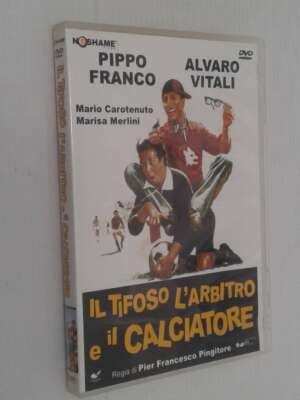 NOSHAME
DVD
PIPPO FRANCO
ALVARO VITALI
Mario Carotenuto
Marisa Merlini
IL TIFOSO L'ARBITRO
e il CALCIATORE
Regia di Pier Francesco Pingitore
IL TIFOSO L'ARBITRO e il CALCIATORE